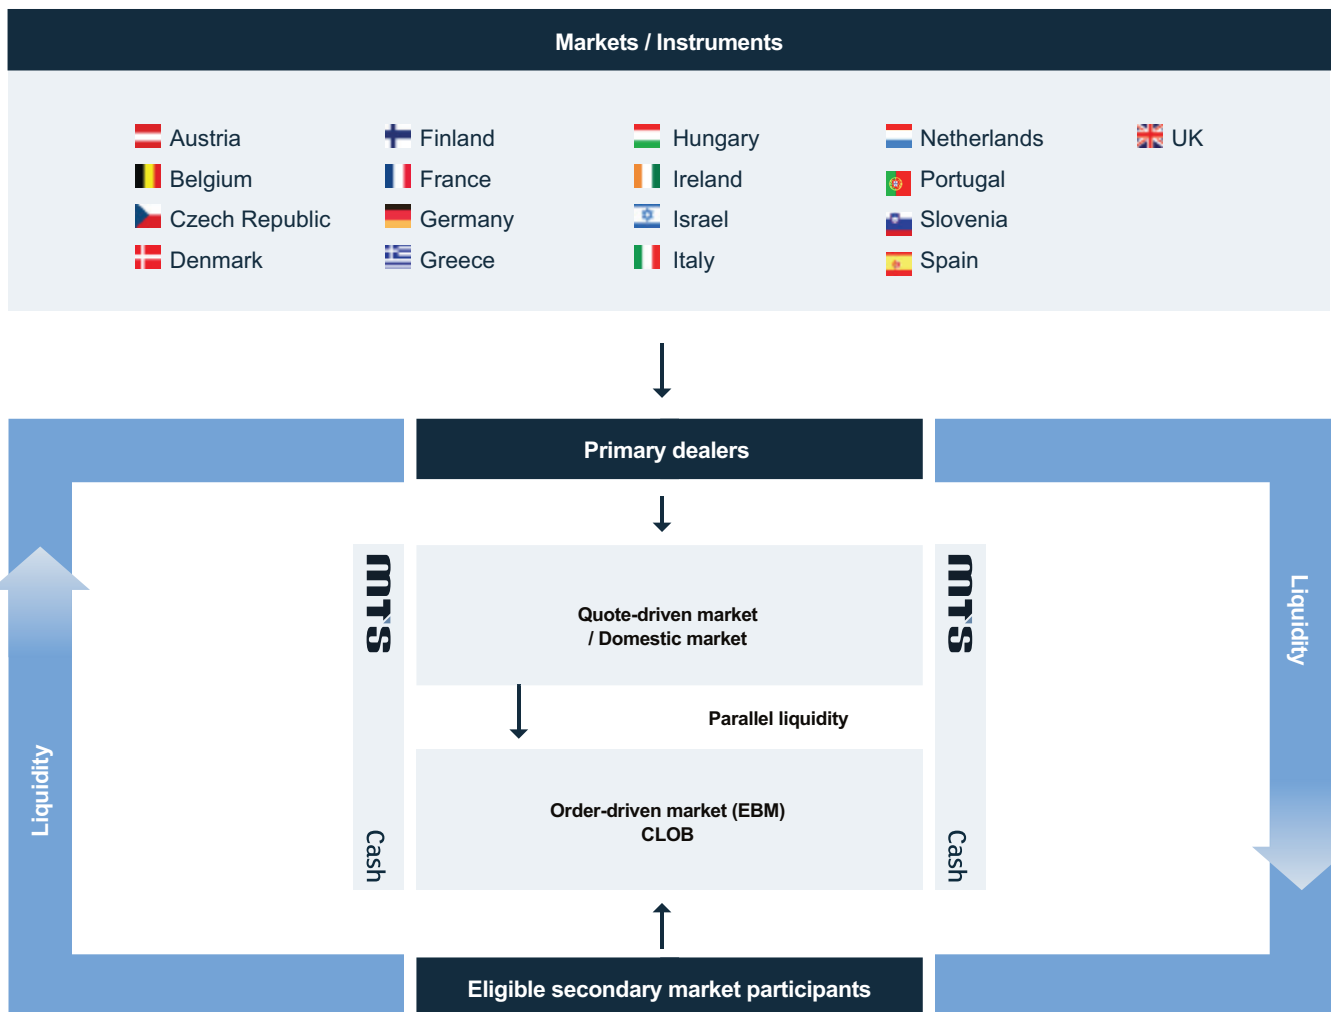 Markets / Instruments
Austria
Belgium
Czech Republic
Denmark
Finland
France
Germany
Greece
Hungary
Ireland
Israel
Italy
Netherlands
Portugal
Slovenia
Spain
UK
Primary dealers
Liquidity
mTS
Cash
Quote-driven market
/ Domestic market
Parallel liquidity
Order-driven market (EBM)
CLOB
mTS
Cash
Liquidity
Eligible secondary market participants